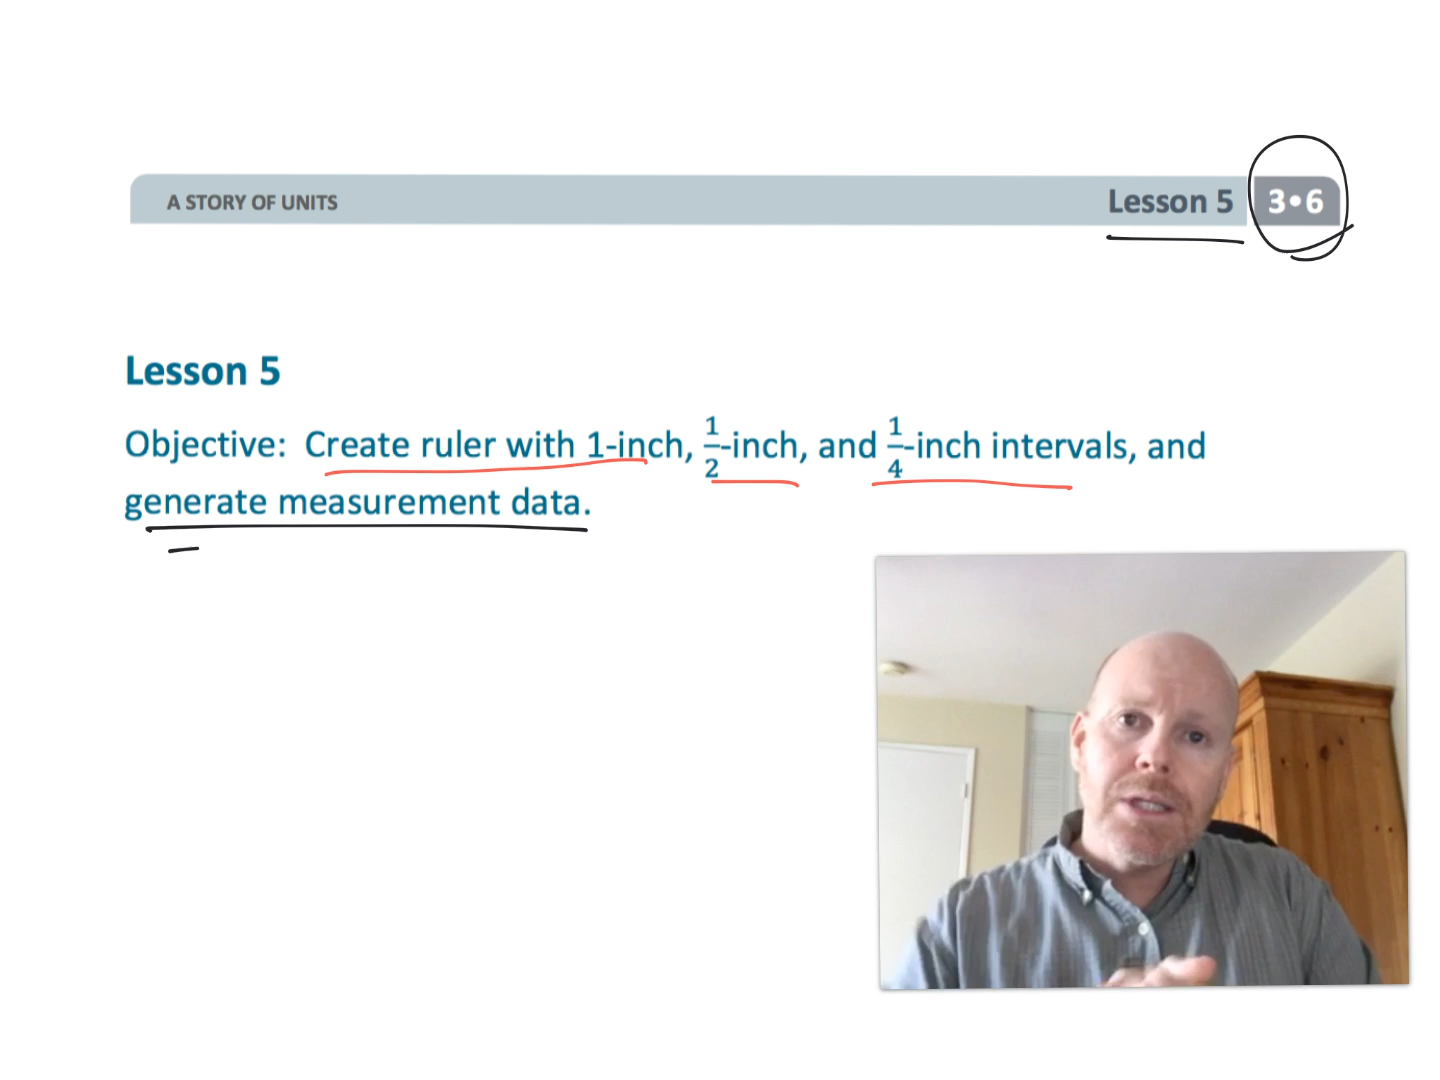 A STORY OF UNITS
Lesson 5 3•6
Lesson 5
Objective: Create ruler with 1-inch, 1/2-inch, and 1/4-inch intervals, and
generate measurement data.